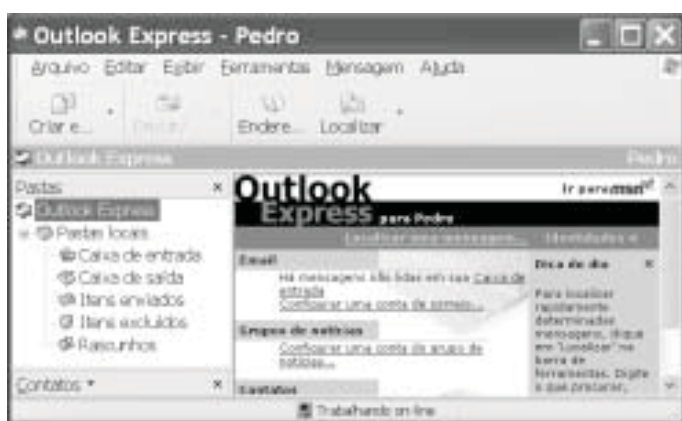 Outlook Express - Pedro
Arquivo Editar Exibir Ferramentas Mensagem Ajuda
Criar e... Enviar/ Endere... Localizar
Outlook Express Pedro
Pastas ×
Outlook Express
Pastas locais
Caixa de entrada
Caixa de saída
Itens enviados
Itens excluídos
Rascunhos
Contatos ×
Outlook
Express para Pedro
Ir para msn
Localizar uma mensagem... Identidades
Email
Há mensagens não lidas em sua Caixa de
entrada
Configurar uma conta de correio...
Grupos de notícias
Configurar uma conta de grupo de
notícias...
Contatos
Dica do dia ×
Para localizar
rapidamente
determinadas
mensagens, clique
em "Localizar" na
barra de
ferramentas. Digite
o que procurar,
Trabalhando on-line